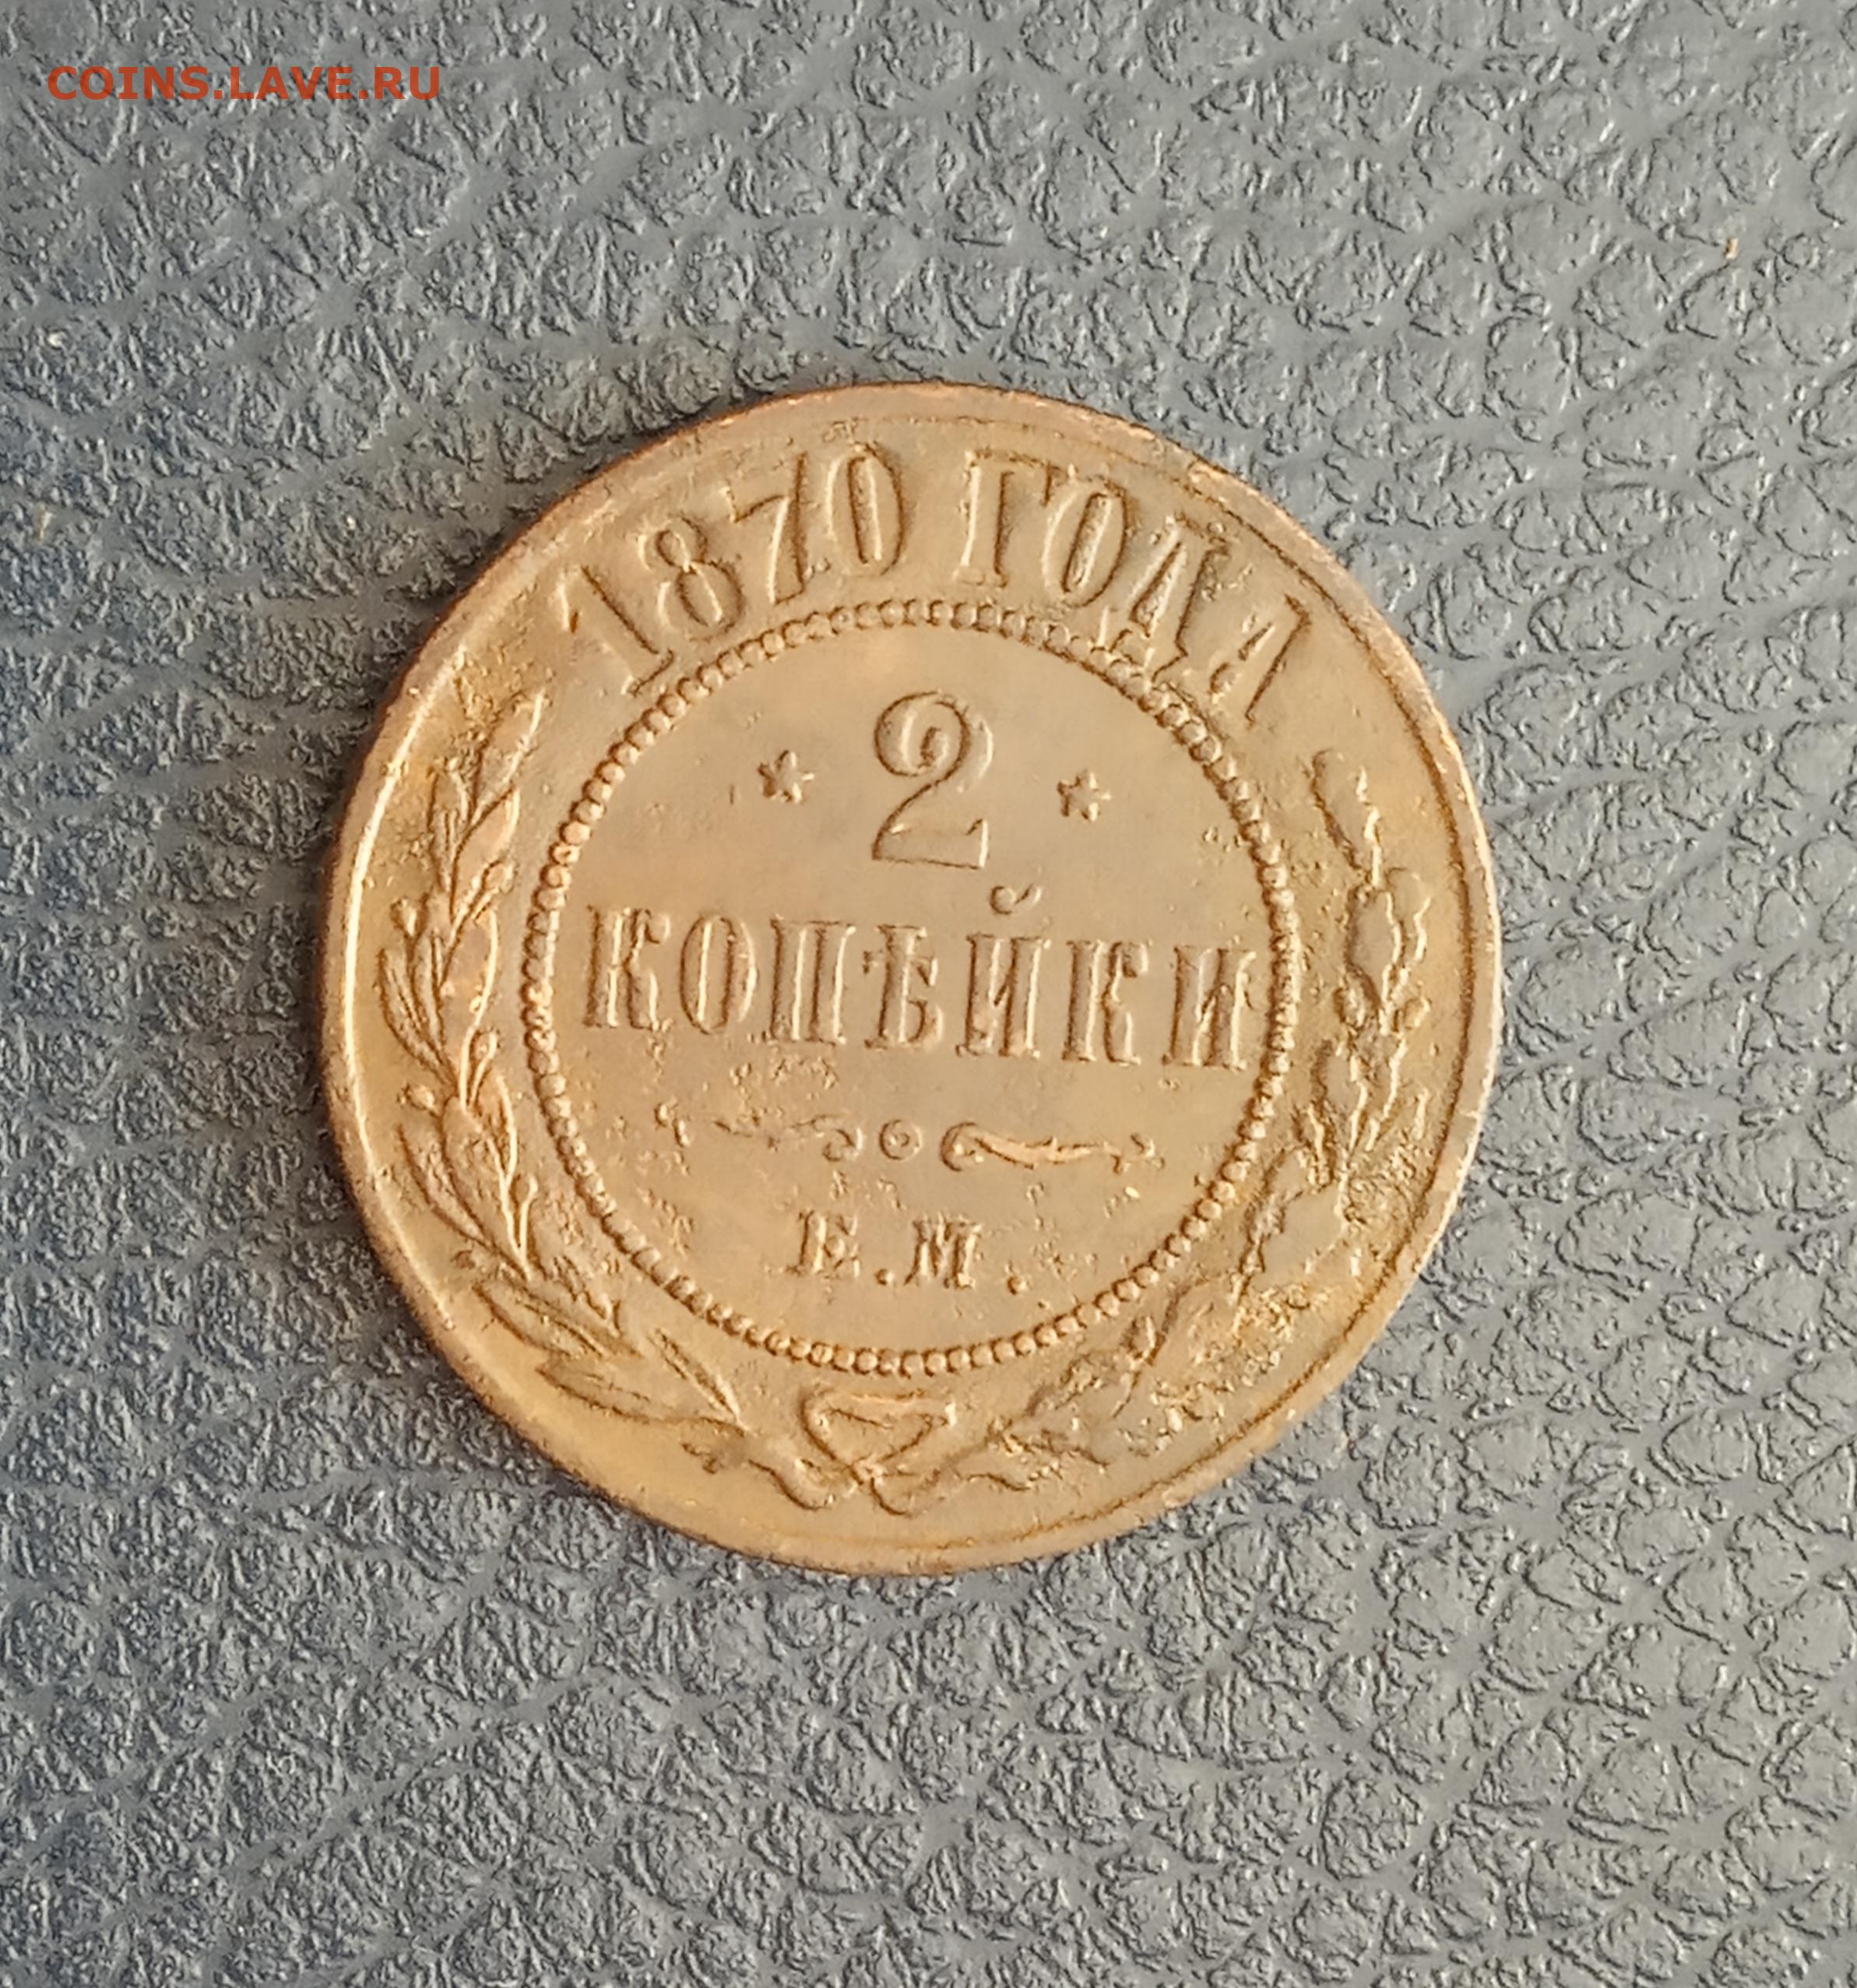 COINS.LAVE.RU
1870 ГОДА
* 2 *
КОПѢЙКИ
Е.М.